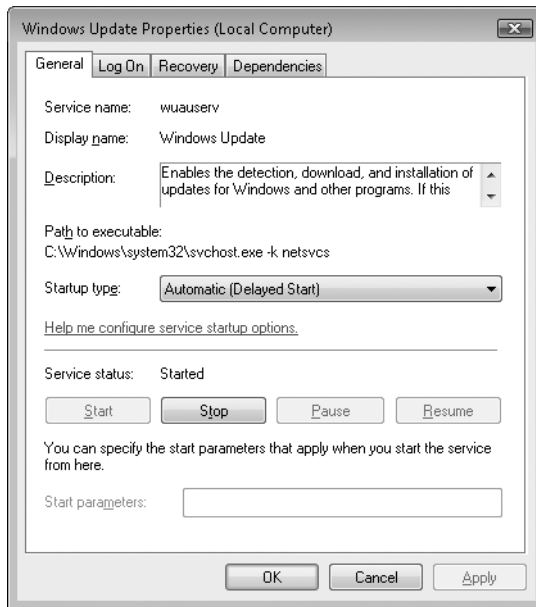 Windows Update Properties (Local Computer)
General Log On Recovery Dependencies
Service name: wuauserv
Display name: Windows Update
Description: Enables the detection, download, and installation of
updates for Windows and other programs. If this
Path to executable:
C:\Windows\system32\svchost.exe -k netsvcs
Startup type: Automatic (Delayed Start)
Help me configure service startup options.
Service status: Started
Start Stop Pause Resume
You can specify the start parameters that apply when you start the service
from here.
Start parameters:
OK Cancel Apply